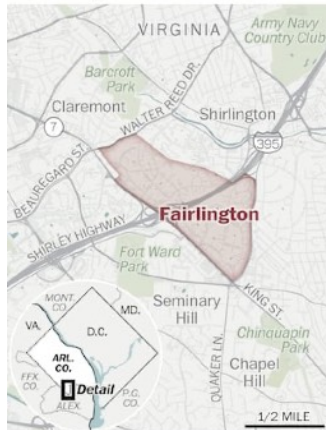 VIRGINIA
Army Navy
Country Club
Barcroft
Park
WALTER REED DR.
Claremont
Shirlington
7
395
BEAUREGARD ST.
Fairlington
SHIRLEY HIGHWAY
Fort Ward
Park
KING ST.
Seminary
Hill
Chinquapin
Park
QUAKER LN.
Chapel
Hill
MONT.
CO.
MD.
VA.
D.C.
ARL.
CO.
FFX.
CO.
Detail
P.G.
CO.
ALEX.
1/2 MILE